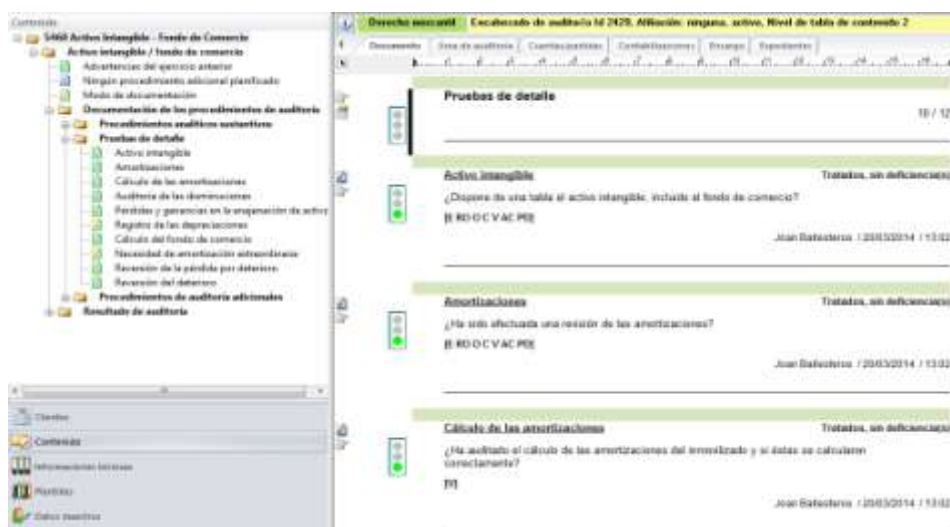 Contenido
5460 Activo Intangible - Fondo de Comercio
Activo intangible / fondo de comercio
Advertencias del ejercicio anterior
Ningún procedimiento adicional planificado
Modo de documentación
Documentación de los procedimientos de auditoría
Procedimientos analíticos sustantivos
Pruebas de detalle
Activo intangible
Amortizaciones
Cálculo de las amortizaciones
Auditoría de las disminuciones
Pérdidas y ganancias en la enajenación de activo
Registro de las depreciaciones
Cálculo del fondo de comercio
Necesidad de amortización extraordinaria
Reversión de la pérdida por deterioro
Reversión del deterioro
Procedimientos de auditoría adicionales
Resultado de auditoría
Clientes
Contenido
Informaciones básicas
Plantillas
Datos maestros
Derecho mercantil Encabezado de auditoría Id 2429, Afiliación: ninguna, activo, Nivel de tabla de contenido 2
Documento Área de auditoría Cuentas/partidas Contabilizaciones Encargo Expedientes
Pruebas de detalle
10 / 12
Activo intangible Tratados, sin deficiencia(s)
¿Dispone de una tabla el activo intangible, incluido el fondo de comercio?
[E RD O C V AC PD]
Joan Ballesteros / 20/03/2014 / 13:02
Amortizaciones Tratados, sin deficiencia(s)
¿Ha sido efectuada una revisión de las amortizaciones?
[E RD O C V AC PD]
Joan Ballesteros / 20/03/2014 / 13:02
Cálculo de las amortizaciones Tratados, sin deficiencia(s)
¿Ha auditado el cálculo de las amortizaciones del inmovilizado y si éstas se calcularon
correctamente?
[V]
Joan Ballesteros / 20/03/2014 / 13:02